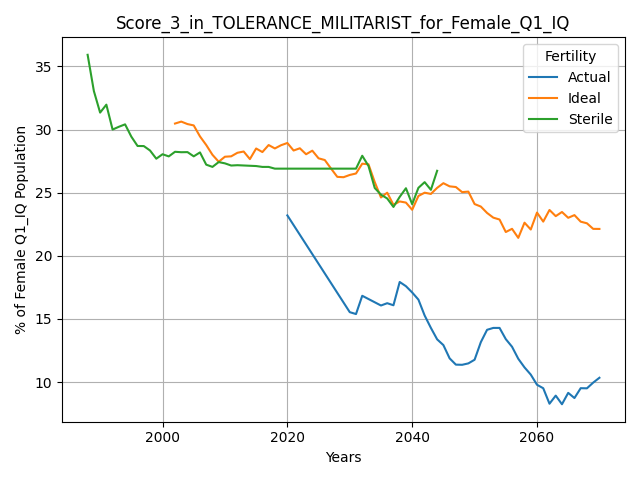 Score_3_in_TOLERANCE_MILITARIST_for_Female_Q1_IQ
Fertility
Actual
Ideal
Sterile
% of Female Q1_IQ Population
35
30
25
20
15
10
2000
2020
2040
2060
Years